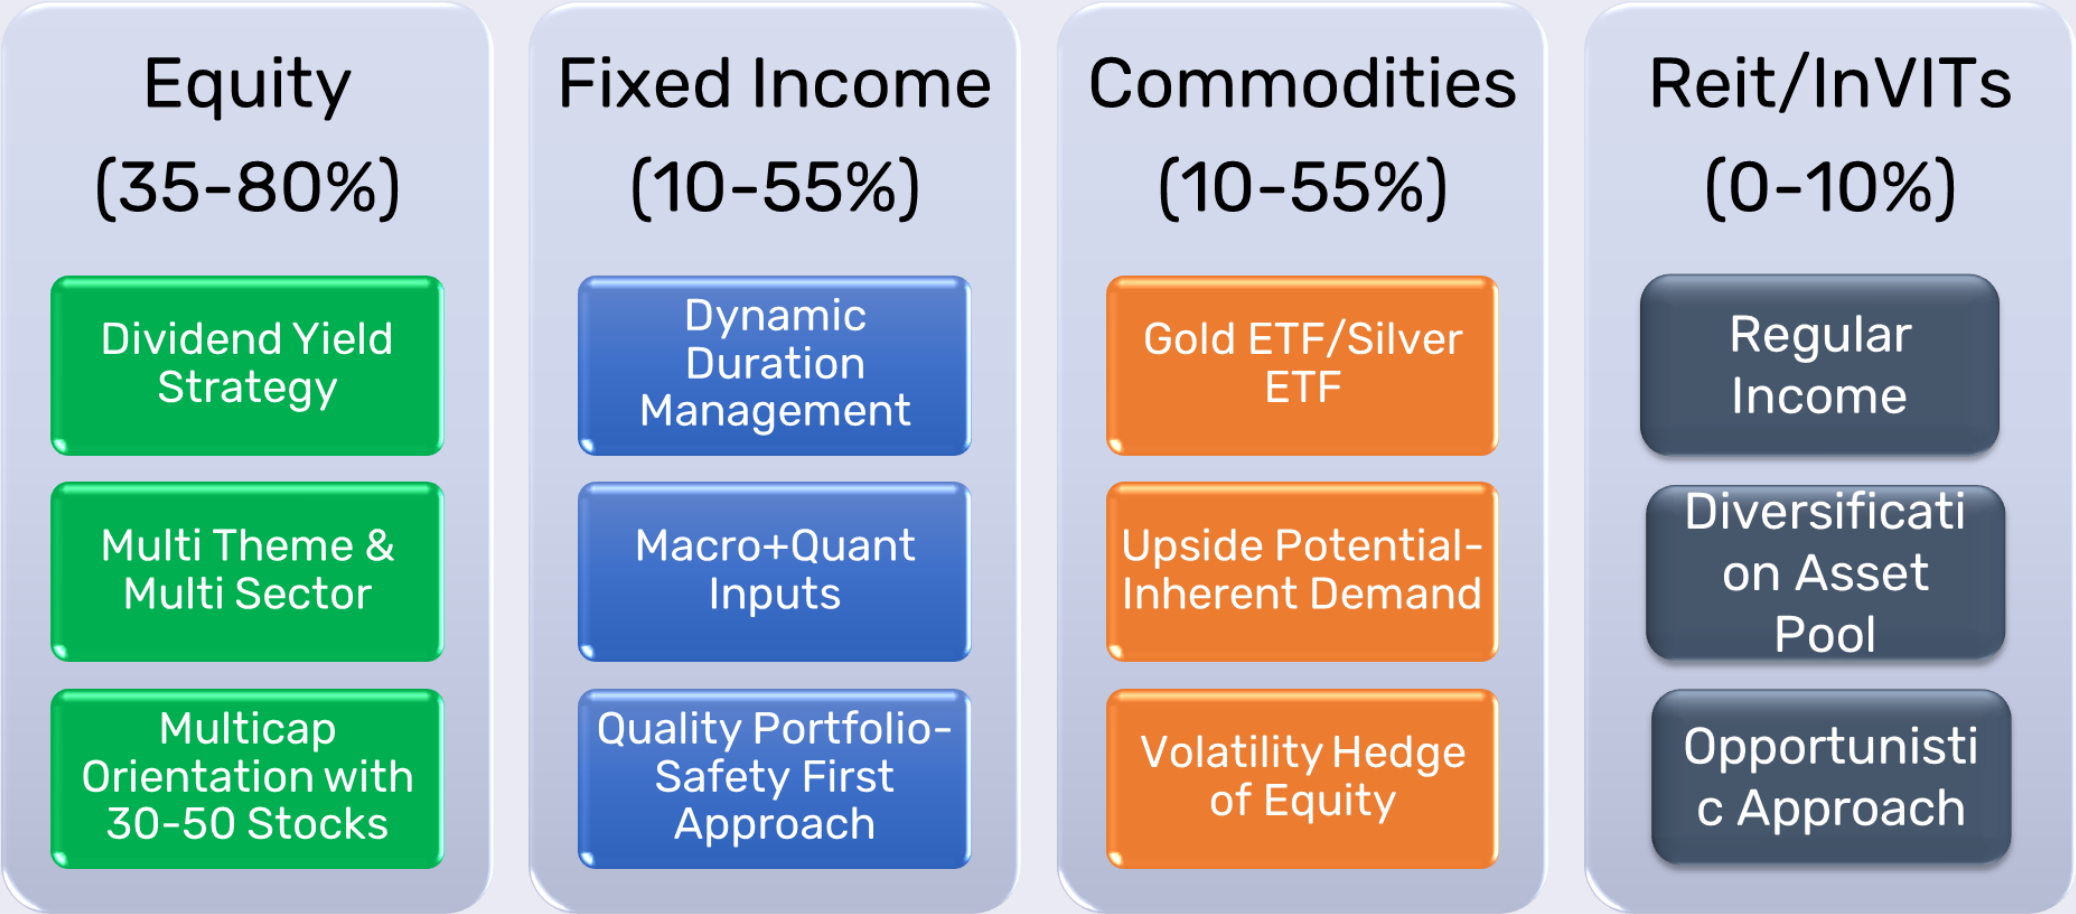 Equity
(35-80%)
Dividend Yield
Strategy
Multi Theme &
Multi Sector
Multicap
Orientation with
30-50 Stocks
Fixed Income
(10-55%)
Dynamic
Duration
Management
Macro+Quant
Inputs
Quality Portfolio-
Safety First
Approach
Commodities
(10-55%)
Gold ETF/Silver
ETF
Upside Potential-
Inherent Demand
Volatility Hedge
of Equity
Reit/InVITs
(0-10%)
Regular
Income
Diversificati
on Asset
Pool
Opportunisti
c Approach